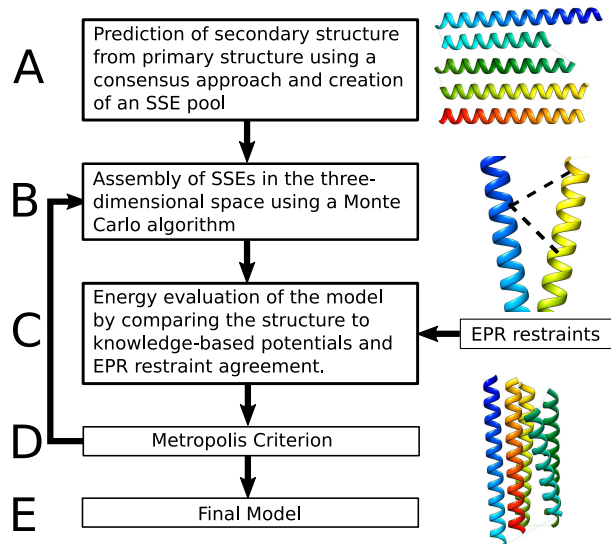 A
Prediction of secondary structure
from primary structure using a
consensus approach and creation
of an SSE pool
B
Assembly of SSEs in the three-
dimensional space using a Monte
Carlo algorithm
C
Energy evaluation of the model
by comparing the structure to
knowledge-based potentials and
EPR restraint agreement.
EPR restraints
D
Metropolis Criterion
E
Final Model